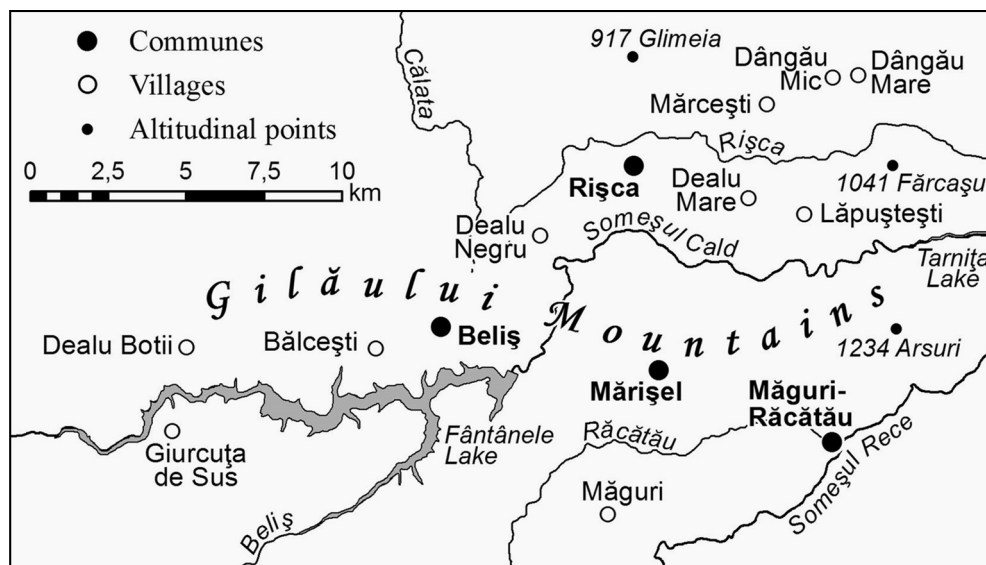 Communes
Villages
Altitudinal points
0 2,5 5 7,5 10
km
Călata
917 Glimeia
Dângău
Mic
Dângău
Mare
Mărceşti
Rişca
Rişca
Dealu
Mare
1041 Fărcaşu
Lăpuşteşti
Dealu
Negru
Someşul Cald
Tarniţa
Lake
Gilăului Mountains
Beliş
Dealu Botii
Bălceşti
1234 Arsuri
Mărişel
Măguri-
Răcătău
Fântânele
Lake
Răcătău
Giurcuţa
de Sus
Măguri
Someşul Rece
Beliş